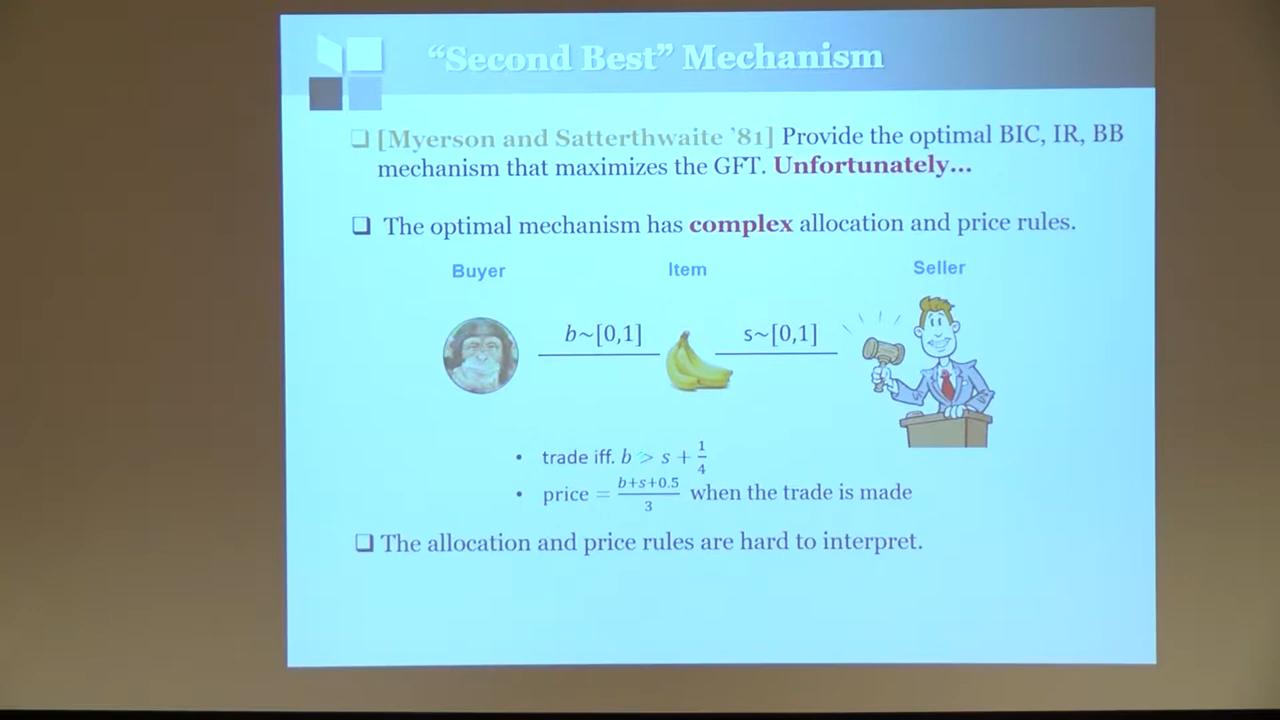 “Second Best” Mechanism
❑ [Myerson and Satterthwaite ’81] Provide the optimal BIC, IR, BB
mechanism that maximizes the GFT. Unfortunately…
❑ The optimal mechanism has complex allocation and price rules.
Buyer Item Seller
b~[0,1] s~[0,1]
• trade iff. b > s + 1/4
• price = (b+s+0.5)/3 when the trade is made
❑ The allocation and price rules are hard to interpret.